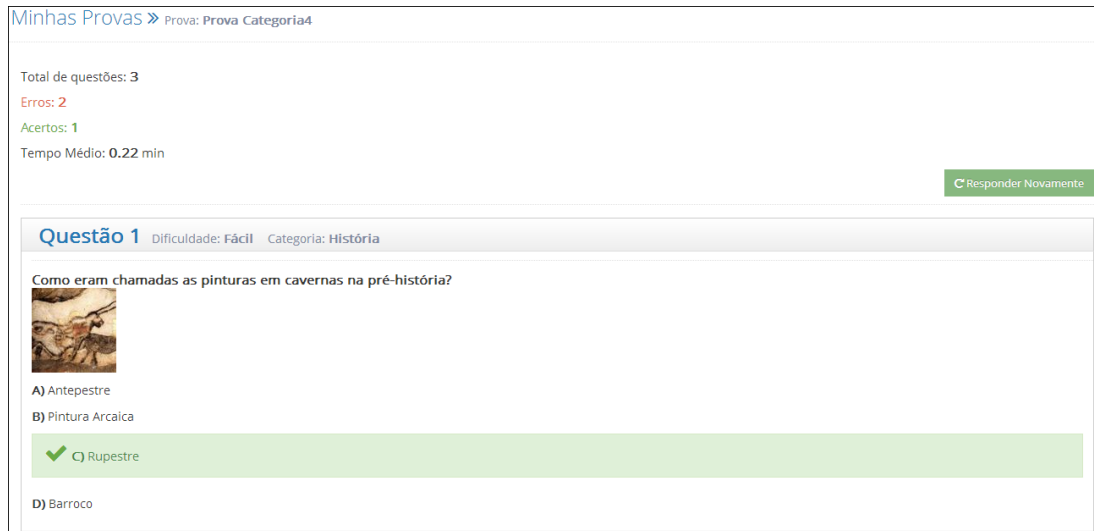 Minhas Provas » Prova: Prova Categoria4
Total de questões: 3
Erros: 2
Acertos: 1
Tempo Médio: 0.22 min
Responder Novamente
Questão 1 Dificuldade: Fácil Categoria: História
Como eram chamadas as pinturas em cavernas na pré-história?
A) Antepestre
B) Pintura Arcaica
C) Rupestre
D) Barroco